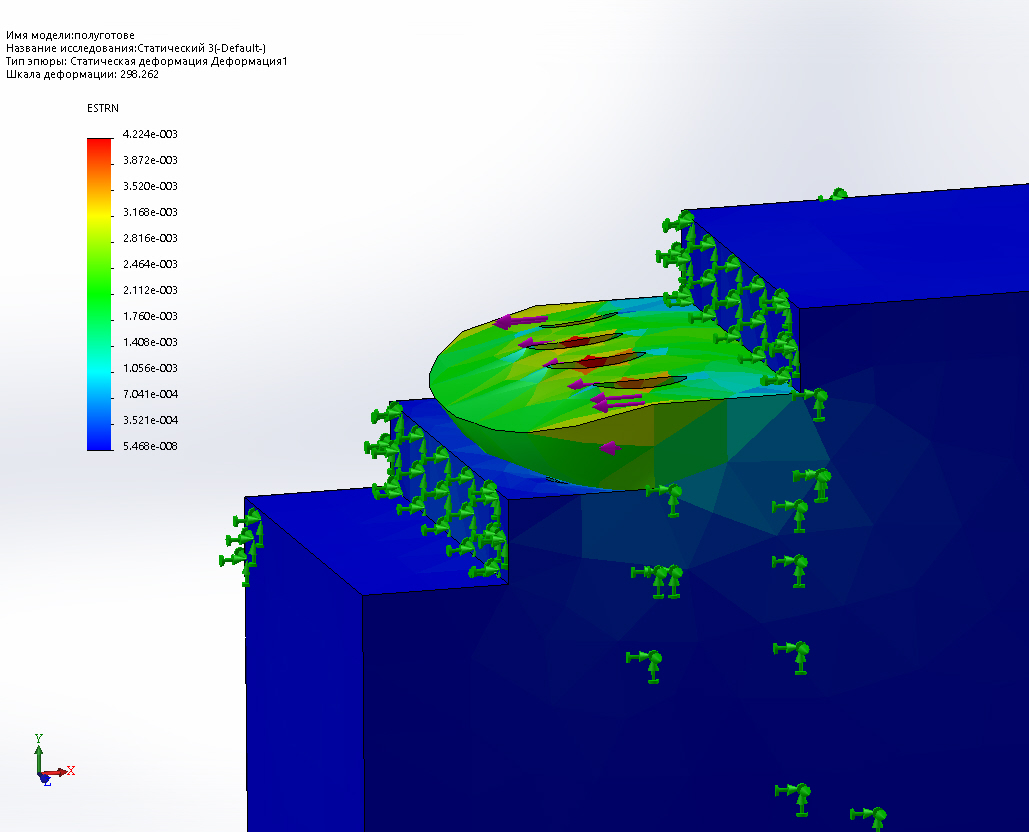 Имя модели:полуготове
Название исследования:Статический 3(-Default-)
Тип эпюры: Статическая деформация Деформация1
Шкала деформации: 298.262
ESTRN
4.224e-003
3.872e-003
3.520e-003
3.168e-003
2.816e-003
2.464e-003
2.112e-003
1.760e-003
1.408e-003
1.056e-003
7.041e-004
3.521e-004
5.468e-008
Y
X
Z